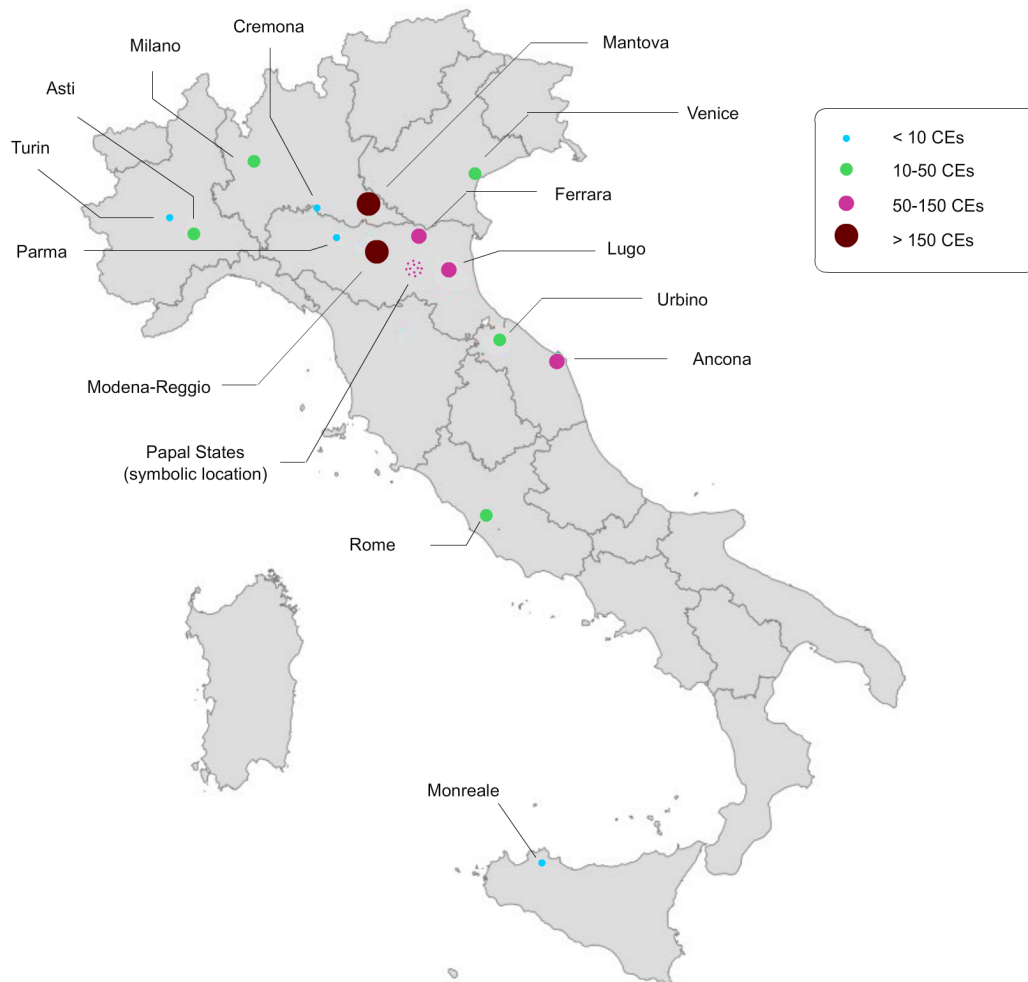 Cremona
Milano
Mantova
Asti
Venice
Turin
Ferrara
Parma
Lugo
Urbino
Modena-Reggio
Ancona
Papal States
(symbolic location)
Rome
Monreale
< 10 CEs
10-50 CEs
50-150 CEs
> 150 CEs